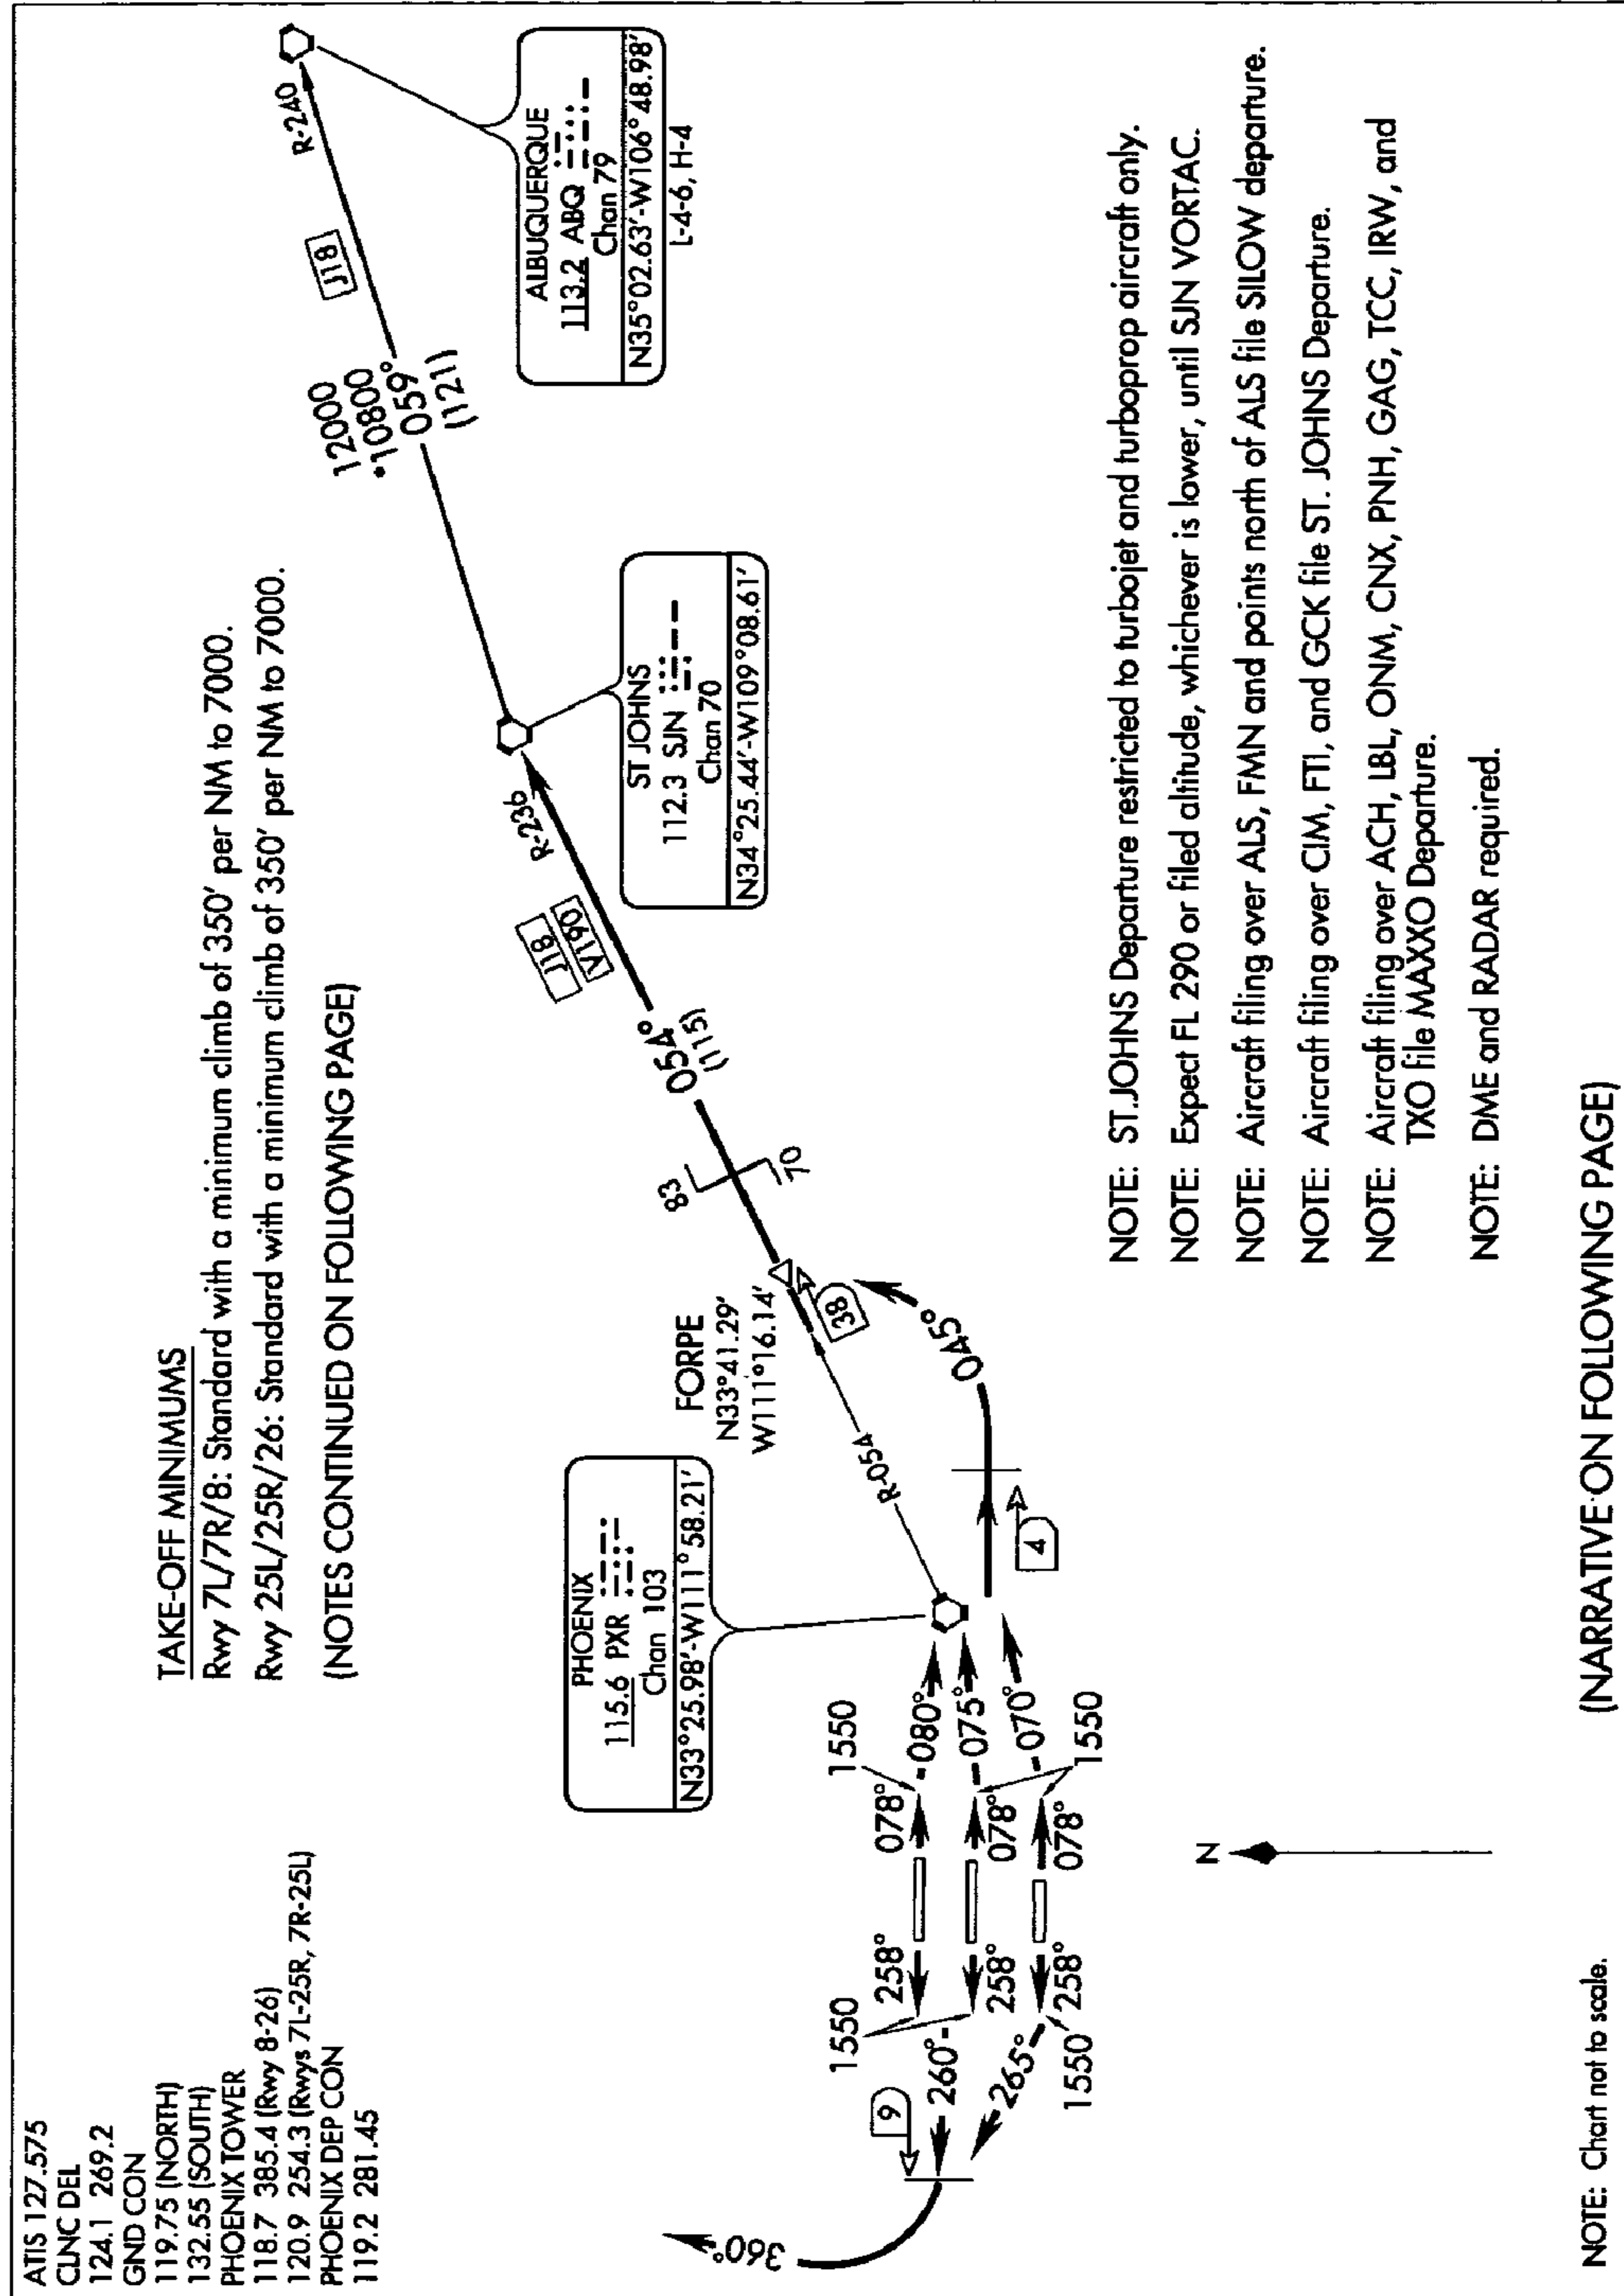 ATIS 127.575
CLNC DEL
124.1 269.2
GND CON
119.75 (NORTH)
132.55 (SOUTH)
PHOENIX TOWER
118.7 385.4 (Rwy 8-26)
120.9 254.3 (Rwys 7L-25R, 7R-25L)
PHOENIX DEP CON
119.2 281.45
TAKE-OFF MINIMUMS
Rwy 7L/7R/8: Standard with a minimum climb of 350' per NM to 7000.
Rwy 25L/25R/26: Standard with a minimum climb of 350' per NM to 7000.
(NOTES CONTINUED ON FOLLOWING PAGE)
R-240
J18
12000
*10800
059°
(121)
ALBUQUERQUE
113.2 ABQ
Chan 79
N35°02.63'-W106°48.98'
L-4-6, H-4
ST JOHNS
112.3 SJN
Chan 70
N34°25.44'-W109°08.61'
R-236
J18
V190
054°
(115)
83
70
FORPE
N33°41.29'
W111°16.14'
38
045°
R-054
4
PHOENIX
115.6 PXR
Chan 103
N33°25.98'-W111°58.21'
1550
078°
080°
078°
075°
078°
070°
1550
1550
258°
258°
258°
1550
260°
265°
9
360°
N
NOTE: ST.JOHNS Departure restricted to turbojet and turboprop aircraft only.
NOTE: Expect FL 290 or filed altitude, whichever is lower, until SJN VORTAC.
NOTE: Aircraft filing over ALS, FMN and points north of ALS file SILOW departure.
NOTE: Aircraft filing over CIM, FTI, and GCK file ST. JOHNS Departure.
NOTE: Aircraft filing over ACH, LBL, ONM, CNX, PNH, GAG, TCC, IRW, and
TXO file MAXXO Departure.
NOTE: DME and RADAR required.
NOTE: Chart not to scale.
(NARRATIVE ON FOLLOWING PAGE)